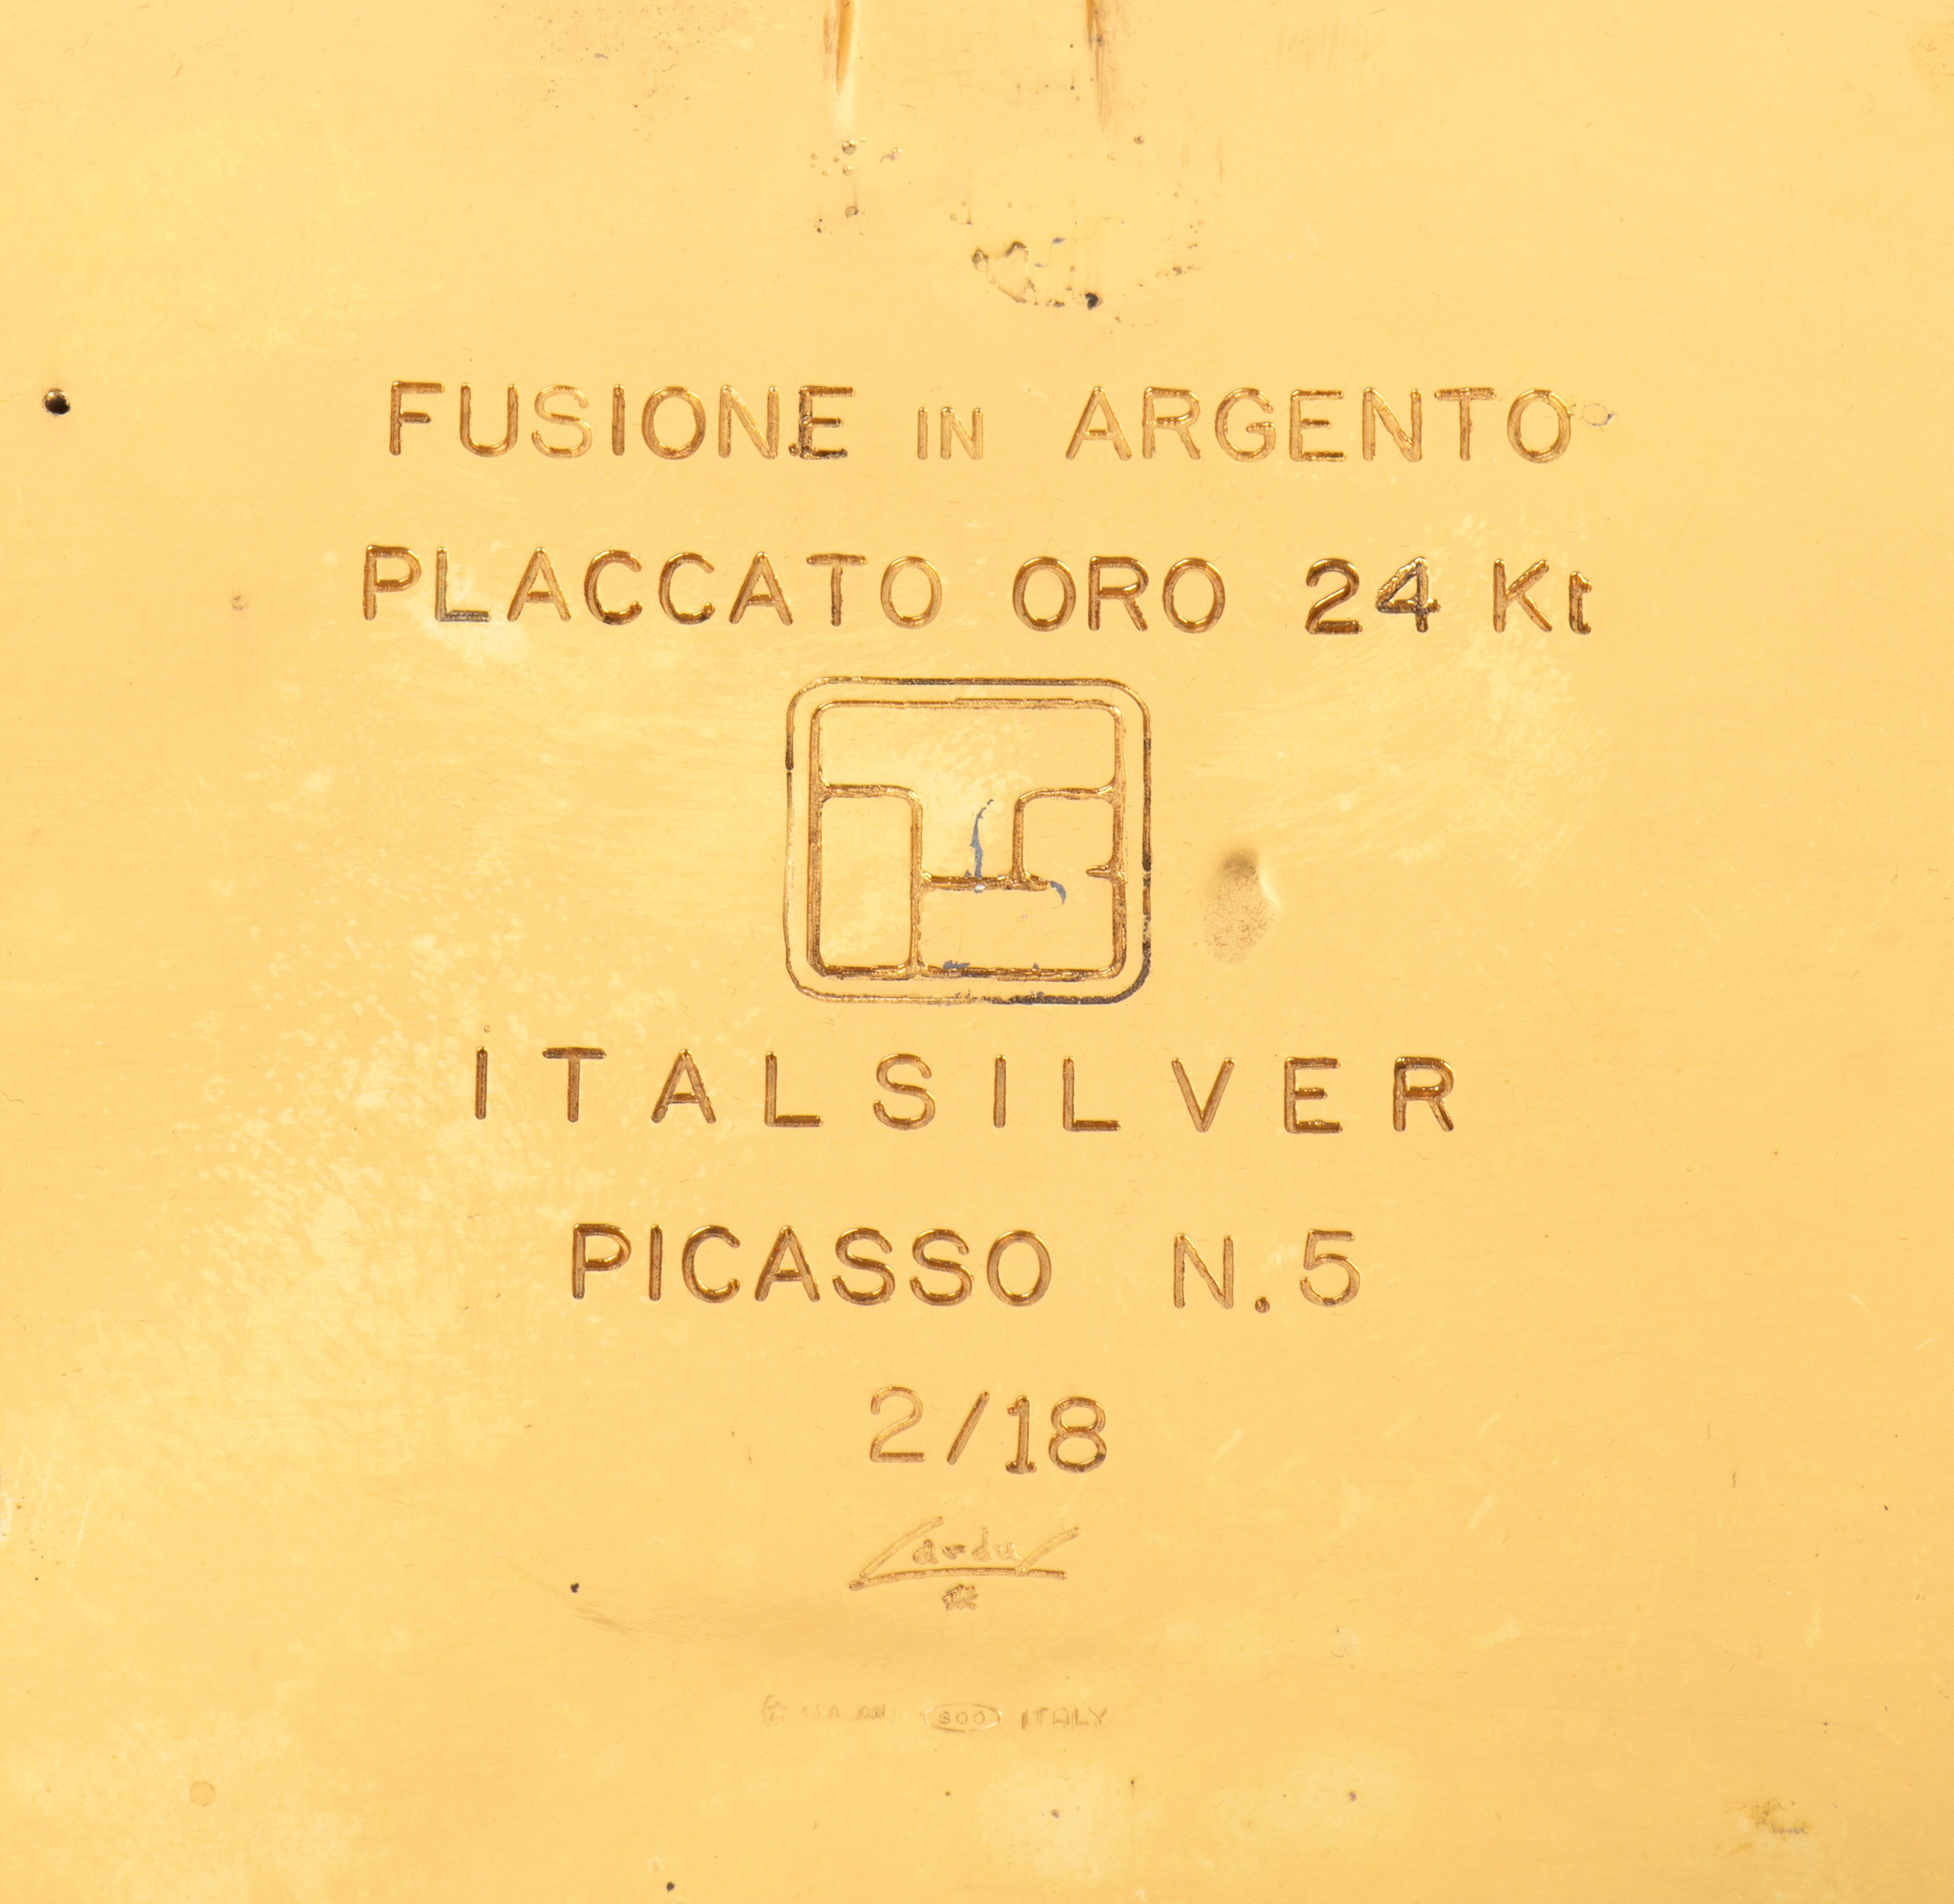 FUSIONE IN ARGENTO
PLACCATO ORO 24 Kt
ITALSILVER
PICASSO N.5
2/18
800 ITALY